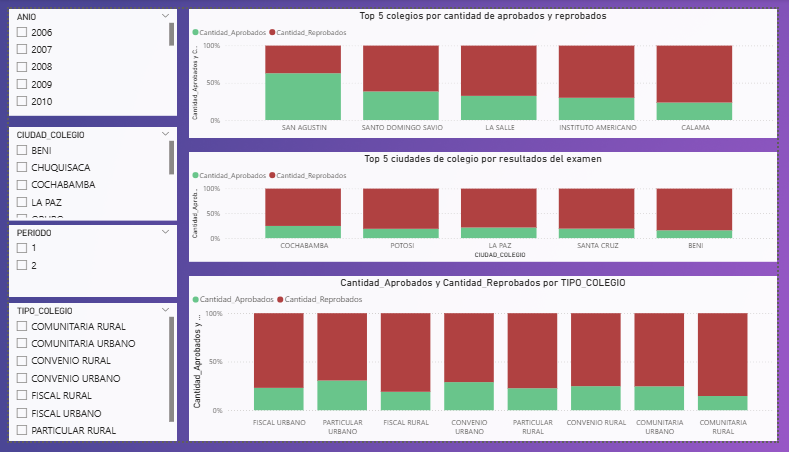 ANIO
2006
2007
2008
2009
2010
CIUDAD_COLEGIO
BENI
CHUQUISACA
COCHABAMBA
LA PAZ
PERIODO
1
2
TIPO_COLEGIO
COMUNITARIA RURAL
COMUNITARIA URBANO
CONVENIO RURAL
CONVENIO URBANO
FISCAL RURAL
FISCAL URBANO
PARTICULAR RURAL
Top 5 colegios por cantidad de aprobados y reprobados
Cantidad_Aprobados Cantidad_Reprobados
Cantidad_Aprobados y C...
100%
50%
0%
SAN AGUSTIN SANTO DOMINGO SAVIO LA SALLE INSTITUTO AMERICANO CALAMA
Top 5 ciudades de colegio por resultados del examen
Cantidad_Aprobados Cantidad_Reprobados
Cantidad_Aprob...
100%
50%
0%
COCHABAMBA POTOSI LA PAZ SANTA CRUZ BENI
CIUDAD_COLEGIO
Cantidad_Aprobados y Cantidad_Reprobados por TIPO_COLEGIO
Cantidad_Aprobados Cantidad_Reprobados
Cantidad_Aprobados y ...
100%
50%
0%
FISCAL URBANO PARTICULAR URBANO FISCAL RURAL CONVENIO URBANO PARTICULAR RURAL CONVENIO RURAL COMUNITARIA URBANO COMUNITARIA RURAL